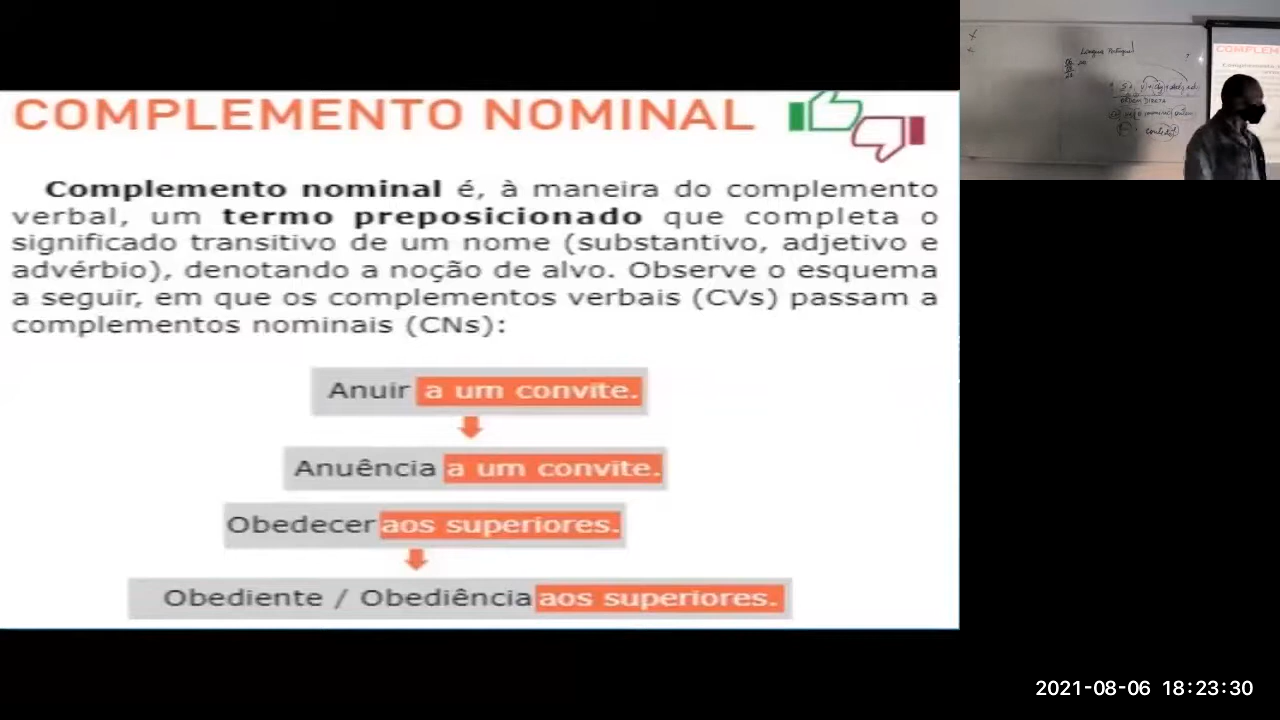 COMPLEMENTO NOMINAL
Complemento nominal é, à maneira do complemento
verbal, um termo preposicionado que completa o
significado transitivo de um nome (substantivo, adjetivo e
advérbio), denotando a noção de alvo. Observe o esquema
a seguir, em que os complementos verbais (CVs) passam a
complementos nominais (CNs):
Anuir a um convite.
Anuência a um convite.
Obedecer aos superiores.
Obediente / Obediência aos superiores.
COMPLEM
ORDEM DIRETA
2021-08-06 18:23:30